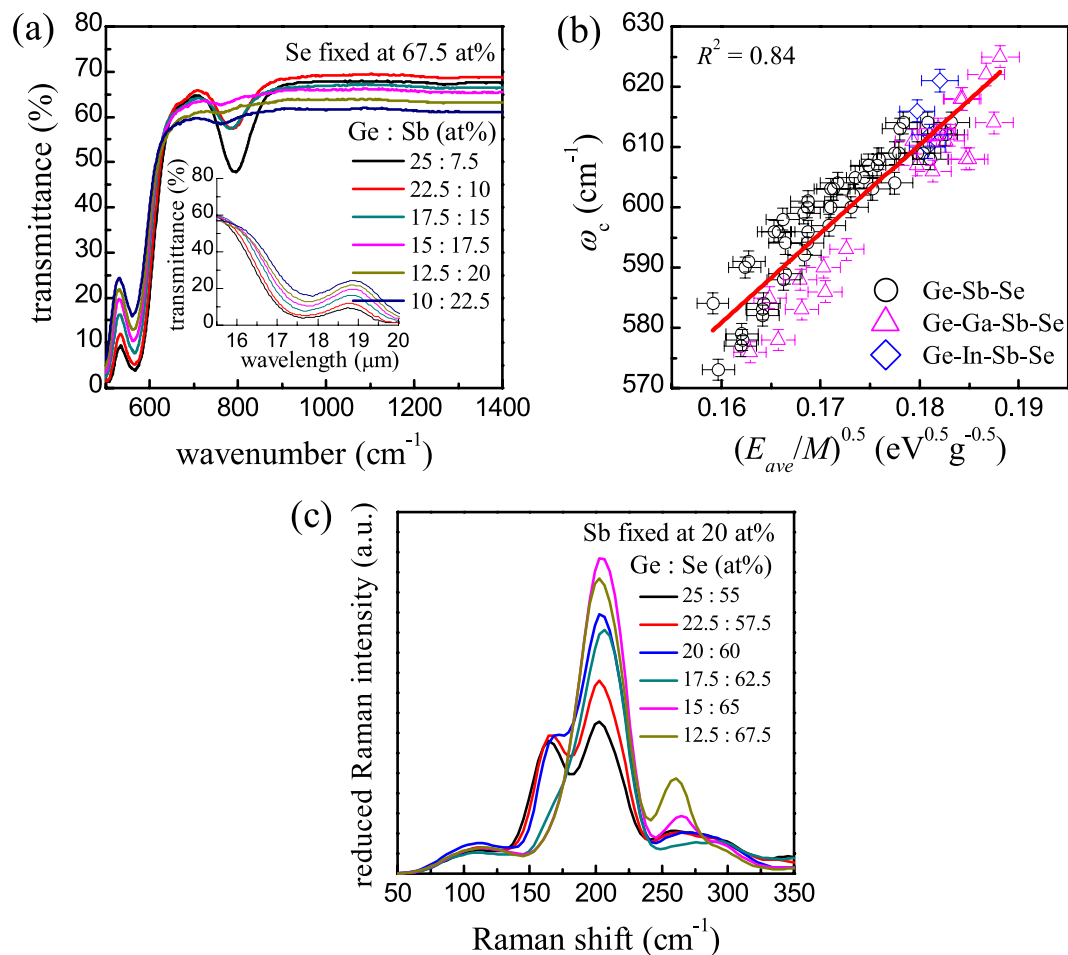 (a)
Se fixed at 67.5 at%
Ge : Sb (at%)
25 : 7.5
22.5 : 10
17.5 : 15
15 : 17.5
12.5 : 20
10 : 22.5
transmittance (%)
80
70
60
50
40
30
20
10
0
600 800 1000 1200 1400
wavenumber (cm⁻¹)
transmittance (%)
80
60
40
20
0
16 17 18 19 20
wavelength (μm)
(b)
R² = 0.84
ω_c (cm⁻¹)
630
620
610
600
590
580
570
Ge-Sb-Se
Ge-Ga-Sb-Se
Ge-In-Sb-Se
0.16 0.17 0.18 0.19
(E_ave/M)^0.5 (eV^0.5 g^-0.5)
(c)
Sb fixed at 20 at%
Ge : Se (at%)
25 : 55
22.5 : 57.5
20 : 60
17.5 : 62.5
15 : 65
12.5 : 67.5
reduced Raman intensity (a.u.)
50 100 150 200 250 300 350
Raman shift (cm⁻¹)